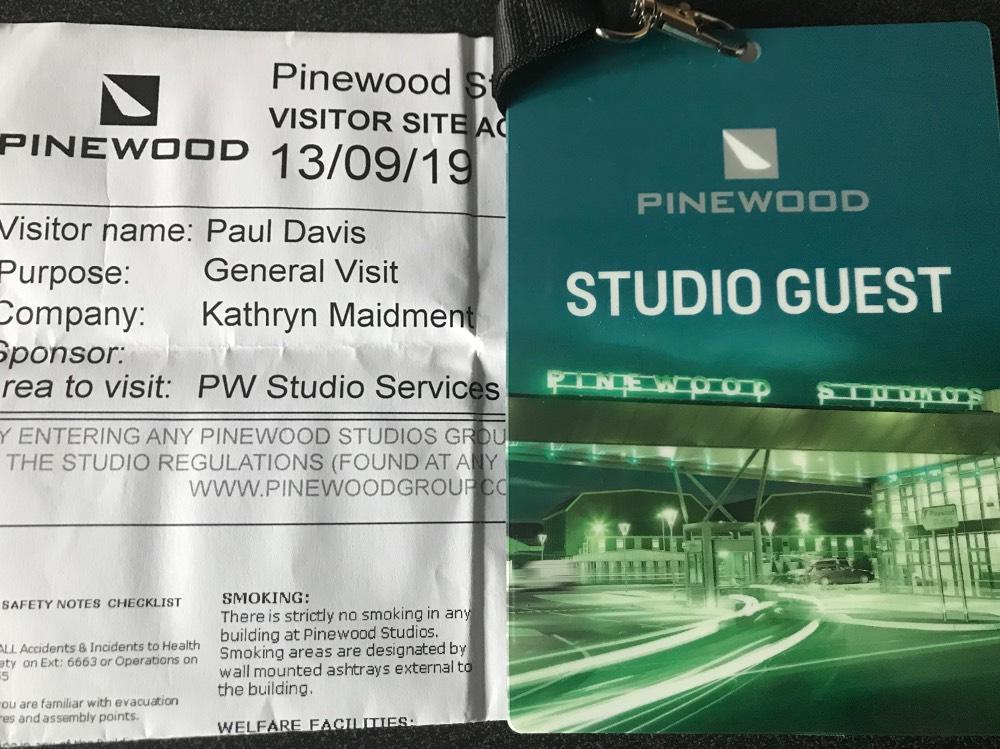 PINEWOOD
Pinewood
VISITOR SITE
13/09/19
Visitor name: Paul Davis
Purpose: General Visit
Company: Kathryn Maidment
Sponsor:
rea to visit: PW Studio Services
Y ENTERING ANY PINEWOOD STUDIOS GROU
THE STUDIO REGULATIONS (FOUND AT ANY
WWW.PINEWOODGROUP.CO
SAFETY NOTES CHECKLIST
ALL Accidents & Incidents to Health
ety on Ext: 6663 or Operations on
5
ou are familiar with evacuation
res and assembly points.
SMOKING:
There is strictly no smoking in any
building at Pinewood Studios.
Smoking areas are designated by
wall mounted ashtrays external to
the building.
WELFARE FACILITIES:
PINEWOOD
STUDIO GUEST
PINEWOOD STUDIOS